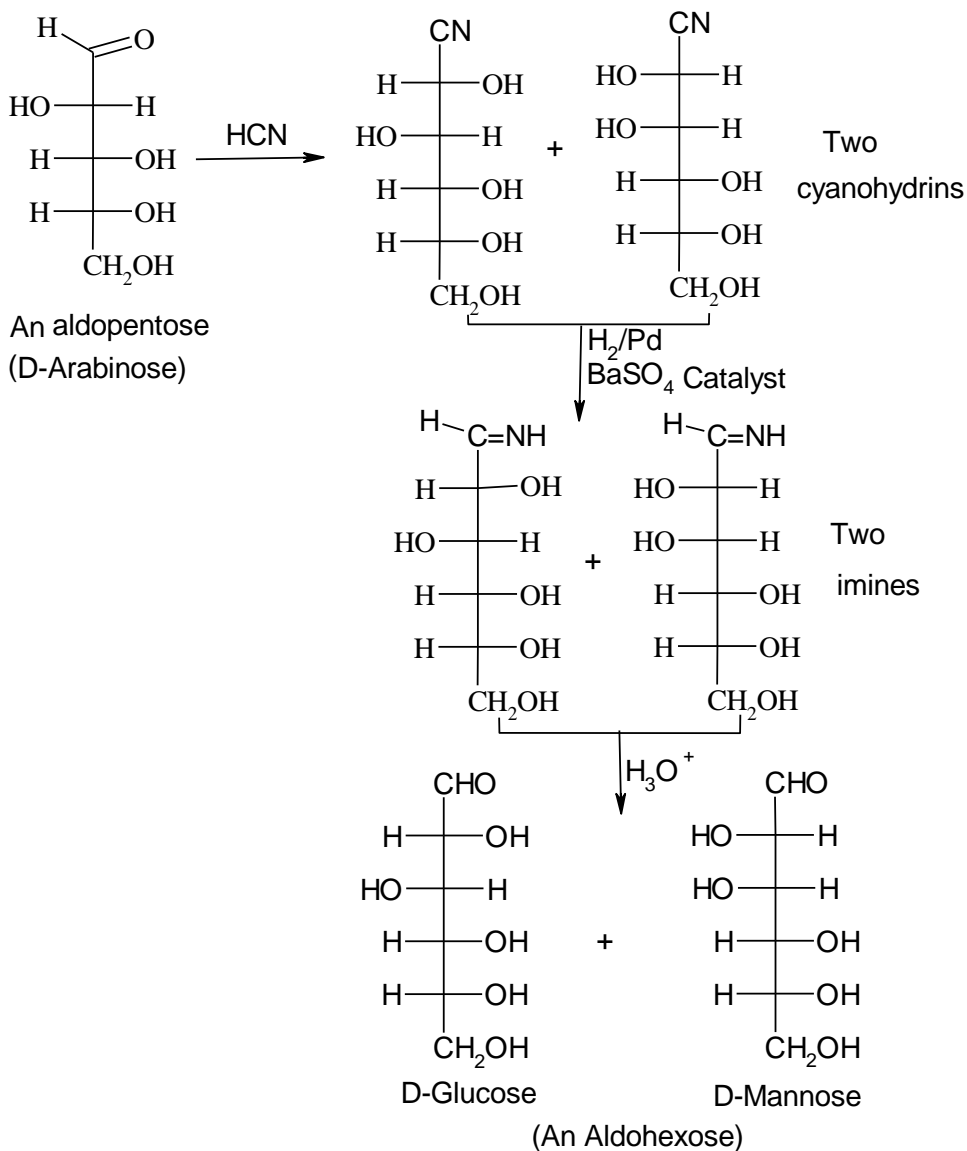 H O
HO H
H OH
H OH
CH2OH
An aldopentose
(D-Arabinose)
HCN
CN
H OH
HO H
H OH
H OH
CH2OH
+
CN
HO H
HO H
H OH
H OH
CH2OH
Two
cyanohydrins
H2/Pd
BaSO4 Catalyst
H C=NH
H OH
HO H
H OH
H OH
CH2OH
+
H C=NH
HO H
HO H
H OH
H OH
CH2OH
Two
imines
H3O+
CHO
H OH
HO H
H OH
H OH
CH2OH
D-Glucose
+
CHO
HO H
HO H
H OH
H OH
CH2OH
D-Mannose
(An Aldohexose)